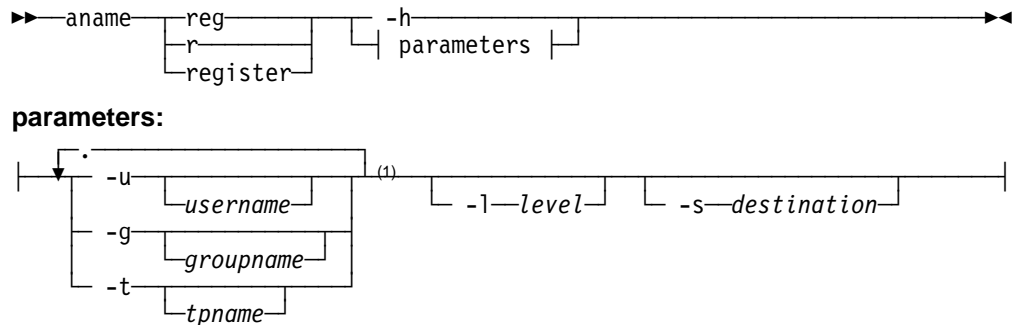 aname reg -h
r parameters
register
parameters:
.
-u (1) -l level -s destination
username
-g
groupname
-t
tpname